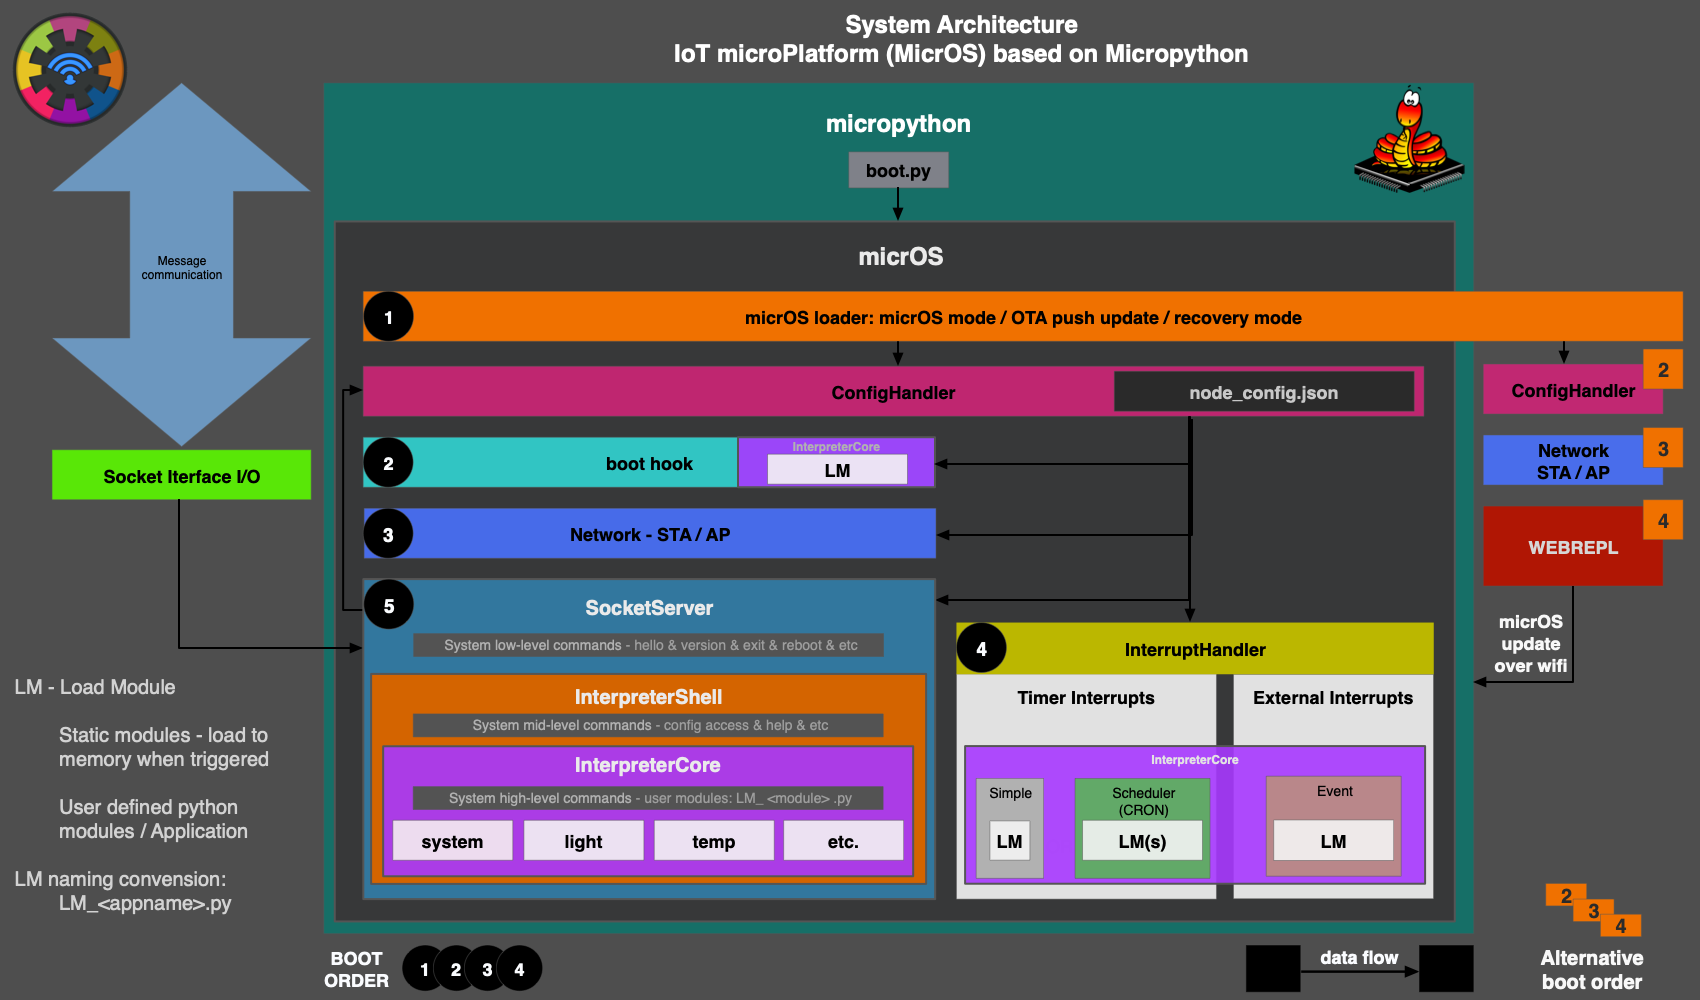 System Architecture
IoT microPlatform (MicrOS) based on Micropython
micropython
boot.py
Message
communication
micrOS
1
micrOS loader: micrOS mode / OTA push update / recovery mode
ConfigHandler
node_config.json
2
boot hook
InterpreterCore
LM
3
Network - STA / AP
5
SocketServer
System low-level commands - hello & version & exit & reboot & etc
InterpreterShell
System mid-level commands - config access & help & etc
InterpreterCore
System high-level commands - user modules: LM_ <module> .py
system
light
temp
etc.
4
InterruptHandler
Timer Interrupts
External Interrupts
InterpreterCore
Simple
LM
Scheduler
(CRON)
LM(s)
Event
LM
2
ConfigHandler
3
Network
STA / AP
4
WEBREPL
micrOS
update
over wifi
Socket Iterface I/O
LM - Load Module
Static modules - load to
memory when triggered
User defined python
modules / Application
LM naming convension:
LM_<appname>.py
BOOT
ORDER
1 2 3 4
data flow
2
3
4
Alternative
boot order